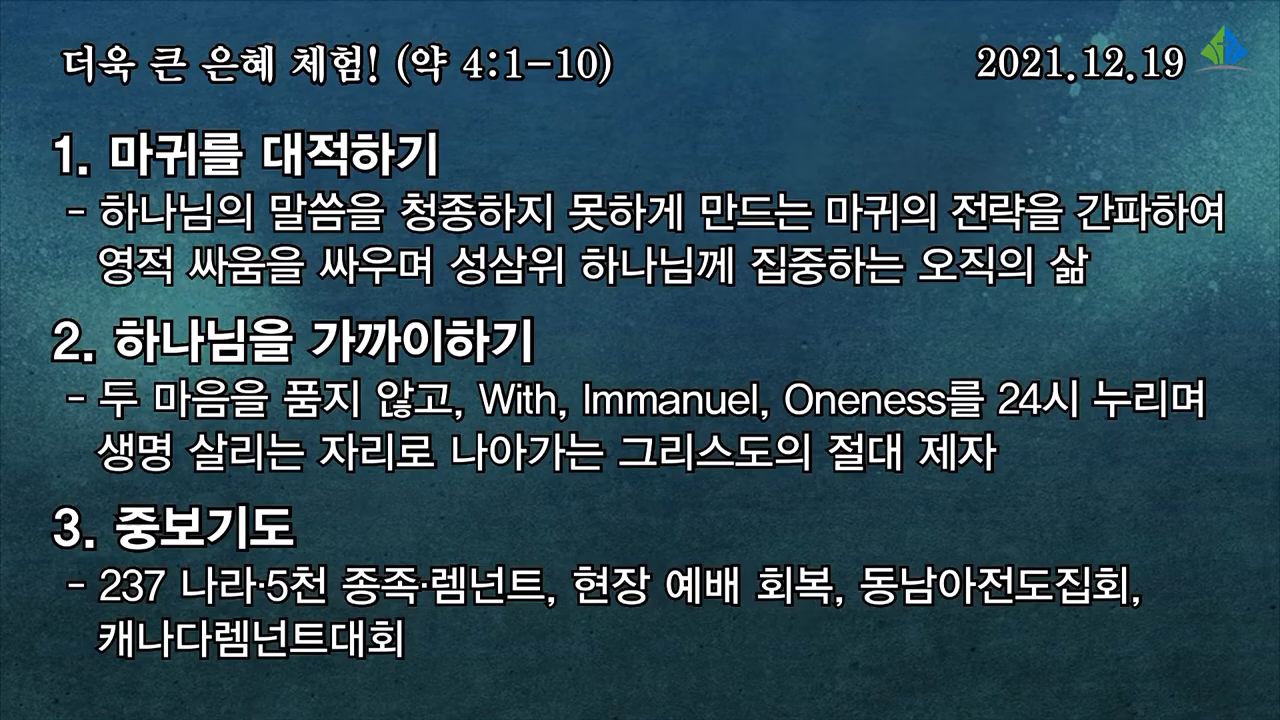 더욱 큰 은혜 체험! (약 4:1-10)
2021.12.19
1. 마귀를 대적하기
- 하나님의 말씀을 청종하지 못하게 만드는 마귀의 전략을 간파하여
영적 싸움을 싸우며 성삼위 하나님께 집중하는 오직의 삶
2. 하나님을 가까이하기
- 두 마음을 품지 않고, With, Immanuel, Oneness를 24시 누리며
생명 살리는 자리로 나아가는 그리스도의 절대 제자
3. 중보기도
- 237 나라·5천 종족·렘넌트, 현장 예배 회복, 동남아전도집회,
캐나다렘넌트대회